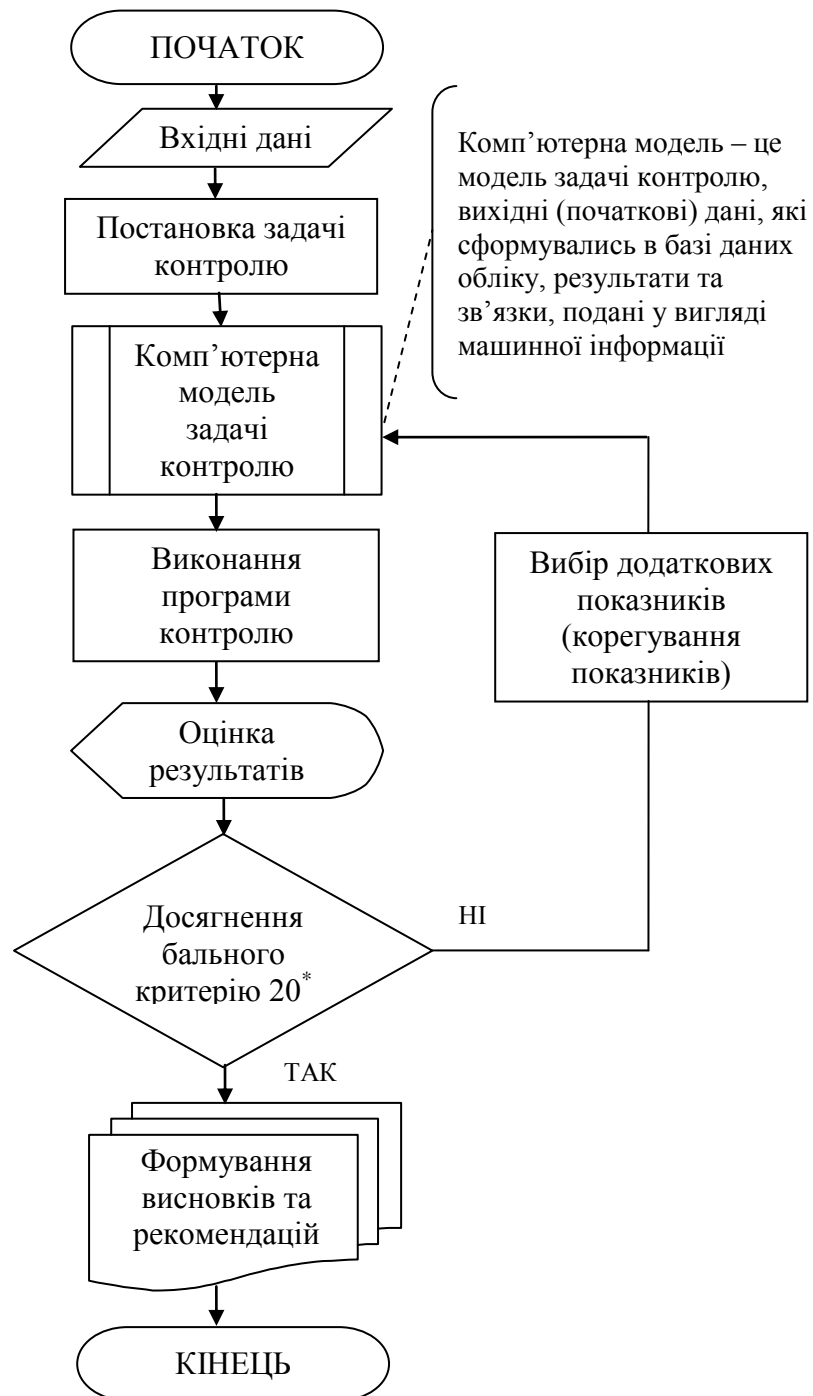 ПОЧАТОК
Вхідні дані
Постановка задачі
контролю
Комп’ютерна модель – це
модель задачі контролю,
вихідні (початкові) дані, які
сформувались в базі даних
обліку, результати та
зв’язки, подані у вигляді
машинної інформації
Комп’ютерна
модель
задачі
контролю
Виконання
програми
контролю
Вибір додаткових
показників
(корегування
показників)
Оцінка
результатів
Досягнення
бального
критерію 20*
НІ
ТАК
Формування
висновків та
рекомендацій
КІНЕЦЬ